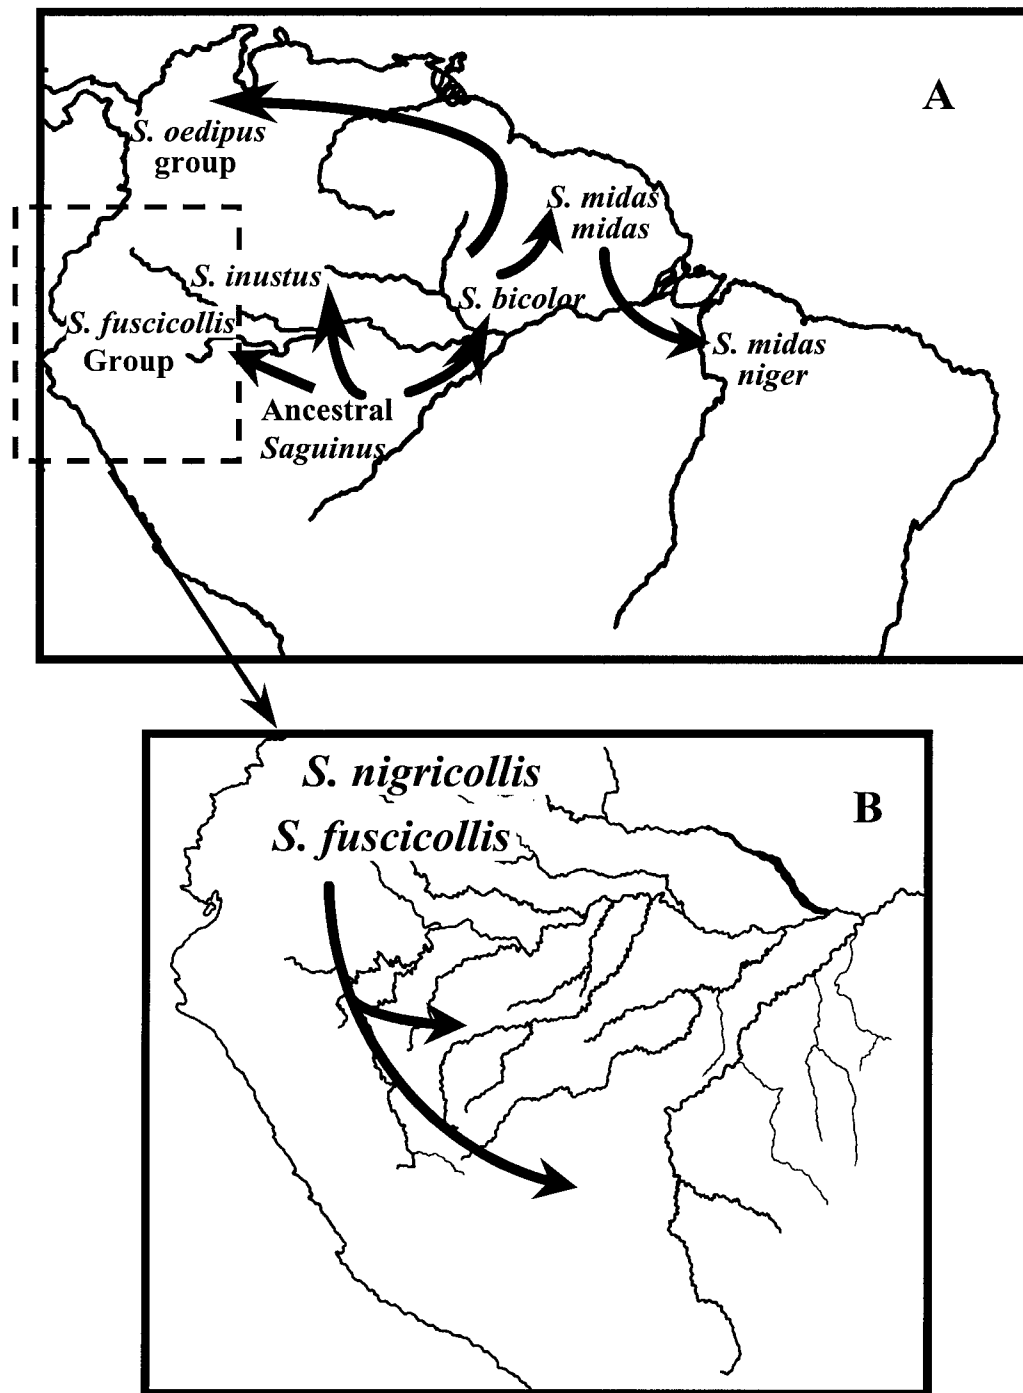 A
S. oedipus
group
S. midas
midas
S. inustus
S. bicolor
S. fuscicollis
Group
S. midas
niger
Ancestral
Saguinus
S. nigricollis
B
S. fuscicollis